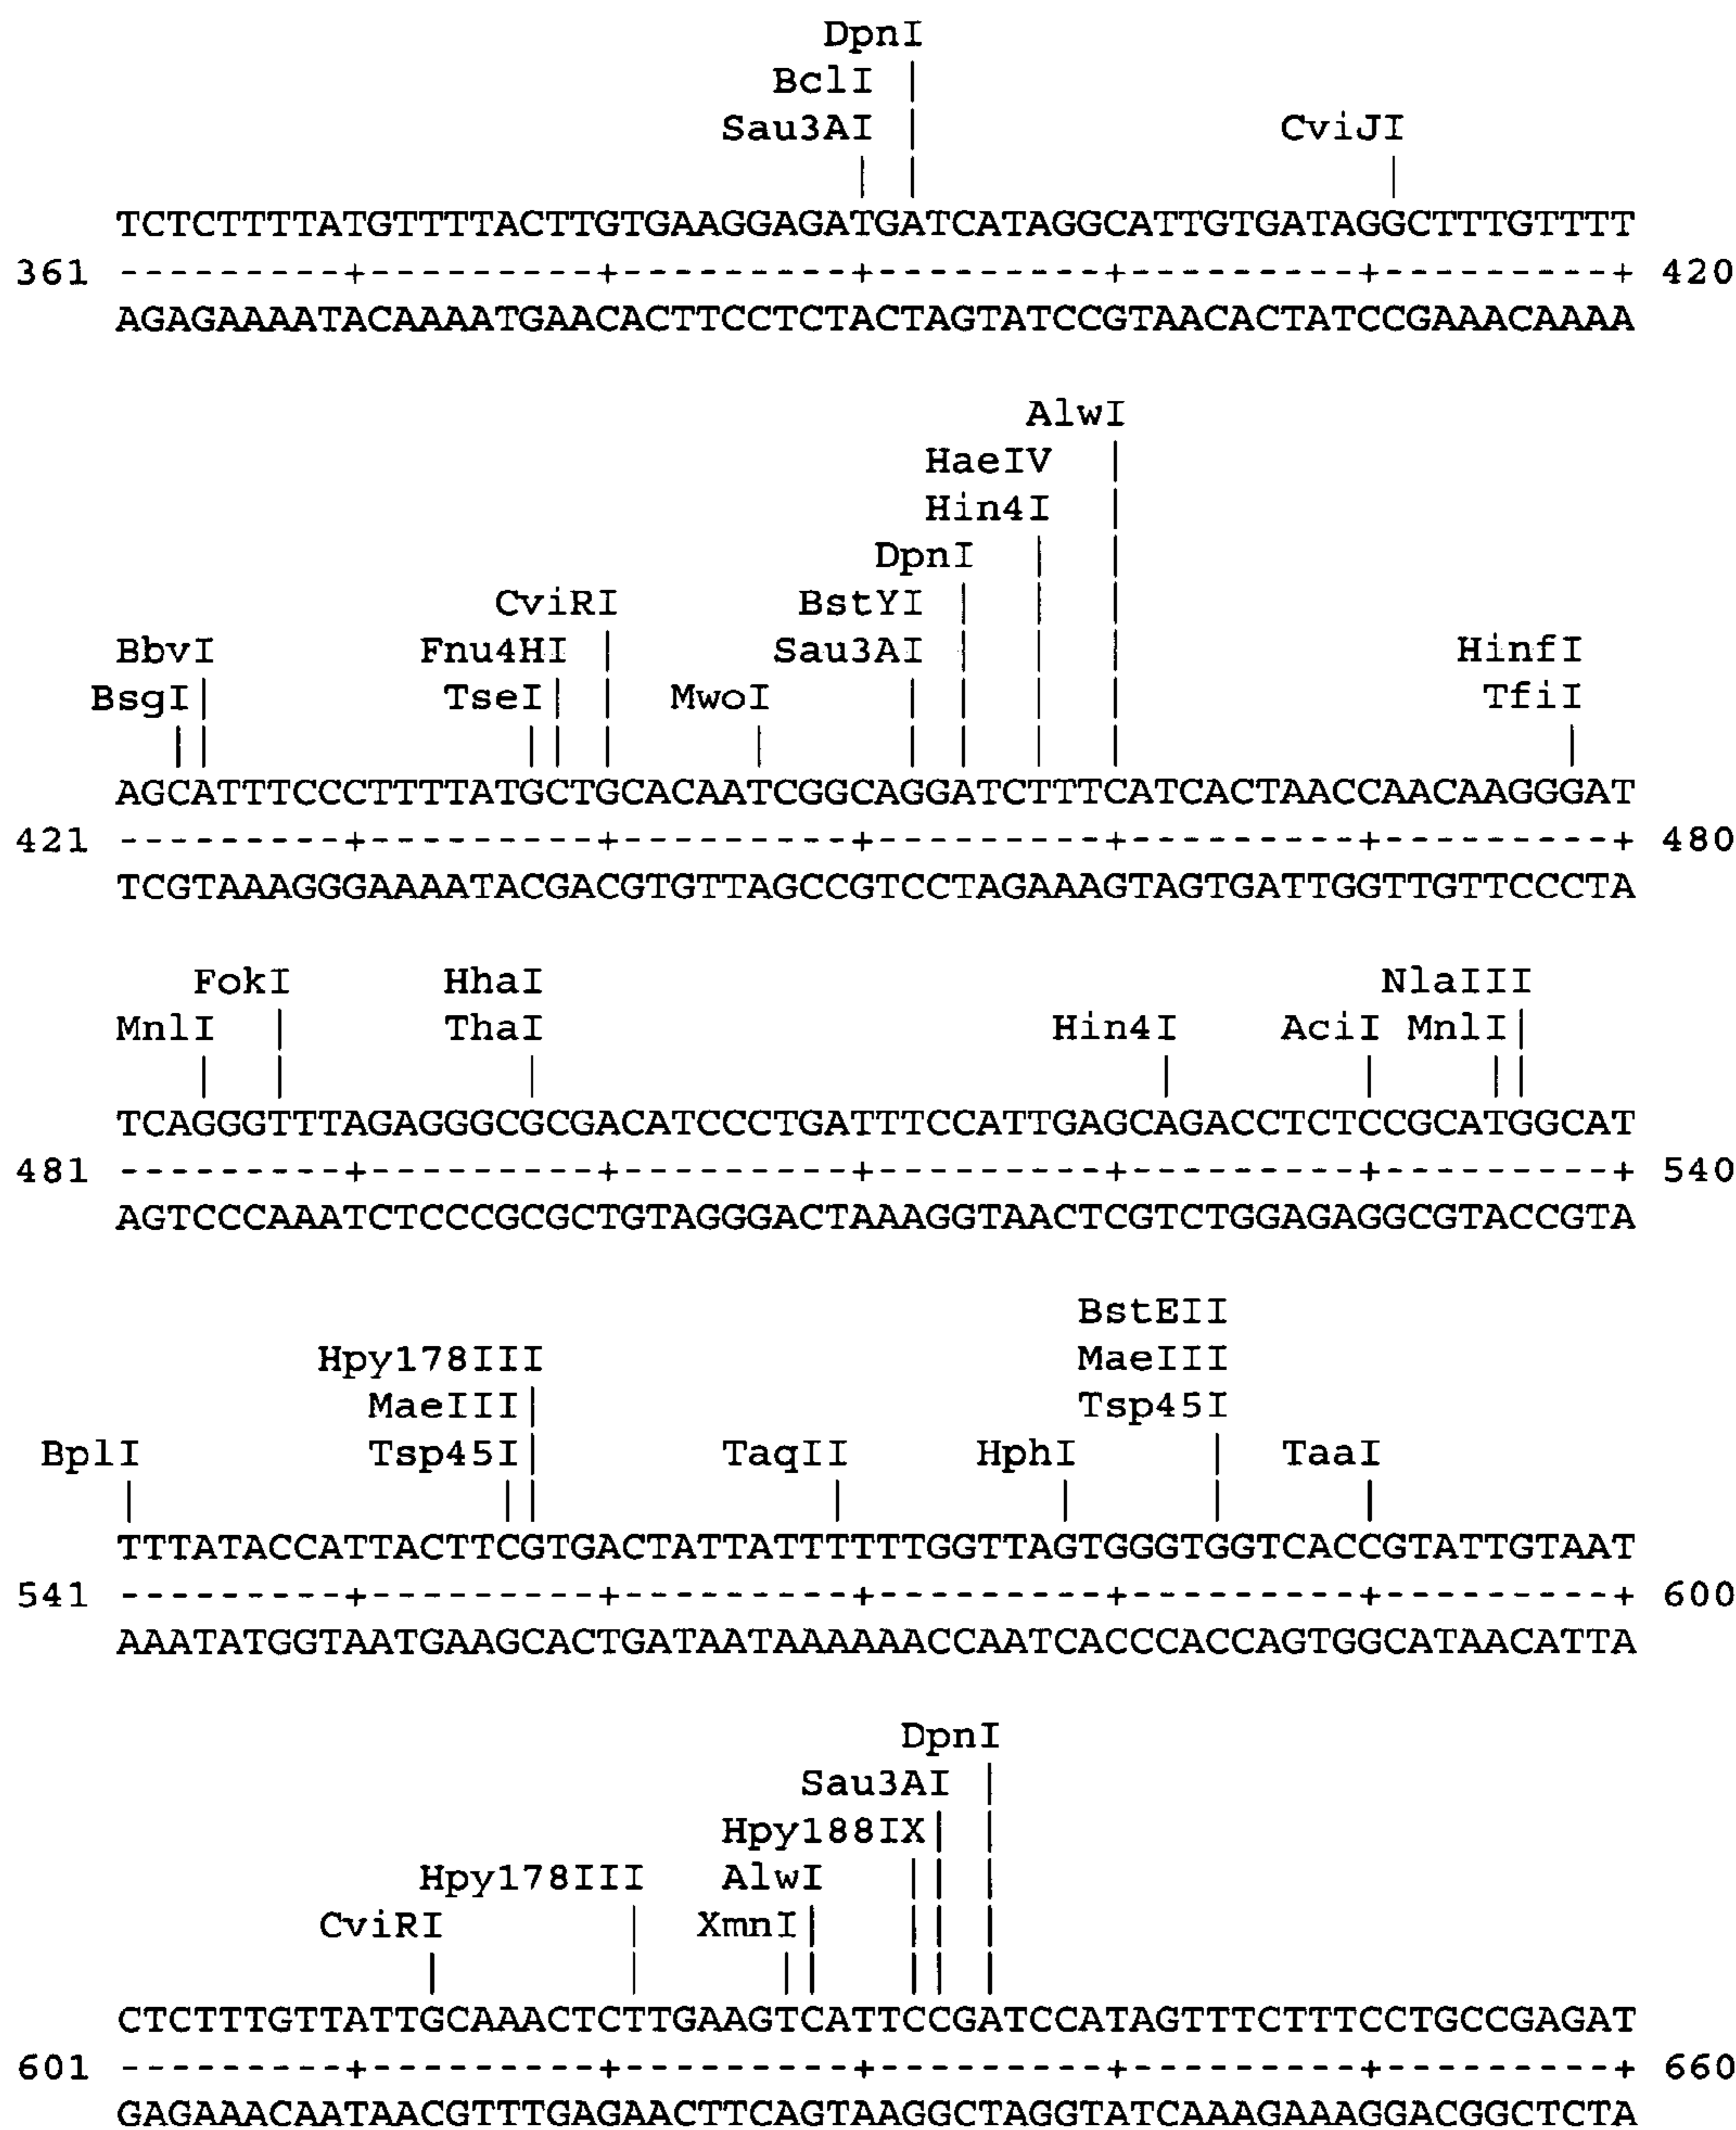 DpnI
BclI |
Sau3AI | CviJI
TCTCTTTTATGTTTTACTTGTGAAGGAGATGATCATAGGCATTGTGATAGGCTTTGTTTT
361 ---------+---------+---------+---------+---------+---------+ 420
AGAGAAAATACAAAATGAACACTTCCTCTACTAGTATCCGTAACACTATCCGAAACAAAA
AlwI
HaeIV |
Hin4I |
DpnI | |
CviRI BstYI | | |
BbvI Fnu4HI | Sau3AI | | | HinfI
BsgI| TseI| | MwoI | | | | TfiI
AGCATTTCCCTTTTATGCTGCACAATCGGCAGGATCTTTCATCACTAACCAACAAGGGAT
421 ---------+---------+---------+---------+---------+---------+ 480
TCGTAAAGGGAAAATACGACGTGTTAGCCGTCCTAGAAAGTAGTGATTGGTTGTTCCCTA
FokI HhaI NlaIII
MnlI | ThaI Hin4I AciI MnlI|
TCAGGGTTTAGAGGGCGCGACATCCCTGATTTCCATTGAGCAGACCTCTCCGCATGGCAT
481 ---------+---------+---------+---------+---------+---------+ 540
AGTCCCAAATCTCCCGCGCTGTAGGGACTAAAGGTAACTCGTCTGGAGAGGCGTACCGTA
BstEII
Hpy178III MaeIII
MaeIII| Tsp45I
BplI Tsp45I| TaqII HphI | TaaI
TTTATACCATTACTTCGTGACTATTATTTTTTGGTTAGTGGGTGGTCACCGTATTGTAAT
541 ---------+---------+---------+---------+---------+---------+ 600
AAATATGGTAATGAAGCACTGATAATAAAAAACCAATCACCCACCAGTGGCATAACATTA
DpnI
Sau3AI |
Hpy188IX| |
Hpy178III AlwI || |
CviRI | XmnI| || |
CTCTTTGTTATTGCAAACTCTTGAAGTCATTCCGATCCATAGTTTCTTTCCTGCCGAGAT
601 ---------+---------+---------+---------+---------+---------+ 660
GAGAAACAATAACGTTTGAGAACTTCAGTAAGGCTAGGTATCAAAGAAAGGACGGCTCTA